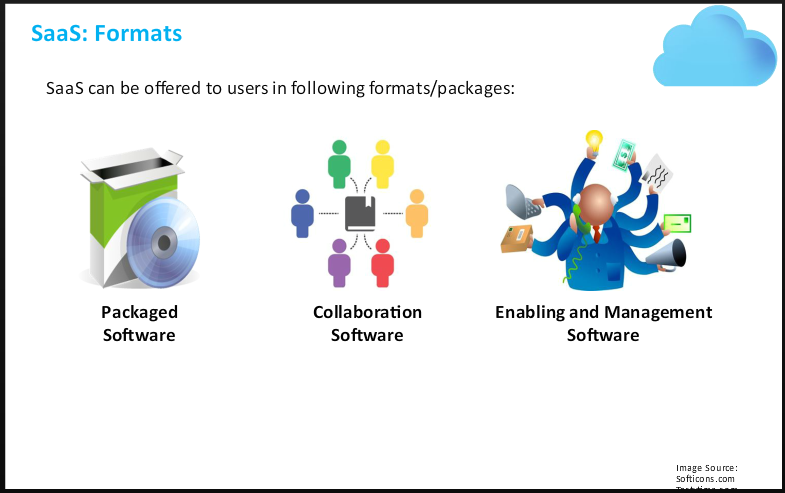 SaaS: Formats
SaaS can be offered to users in following formats/packages:
Packaged
Software
Collaboration
Software
Enabling and Management
Software
Image Source:
Softicons.com